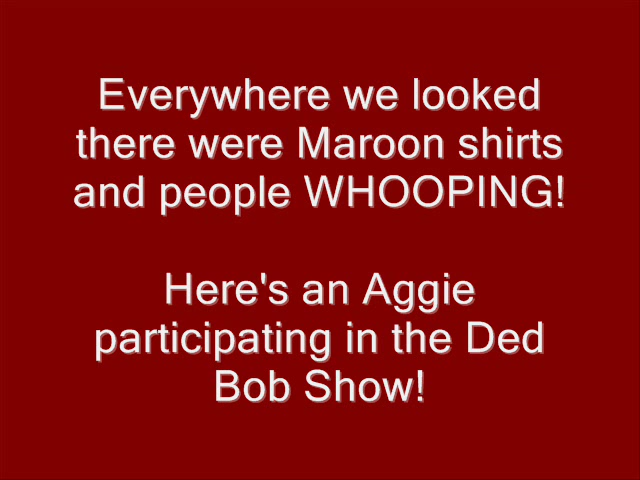 Everywhere we looked
there were Maroon shirts
and people WHOOPING!
Here's an Aggie
participating in the Ded
Bob Show!